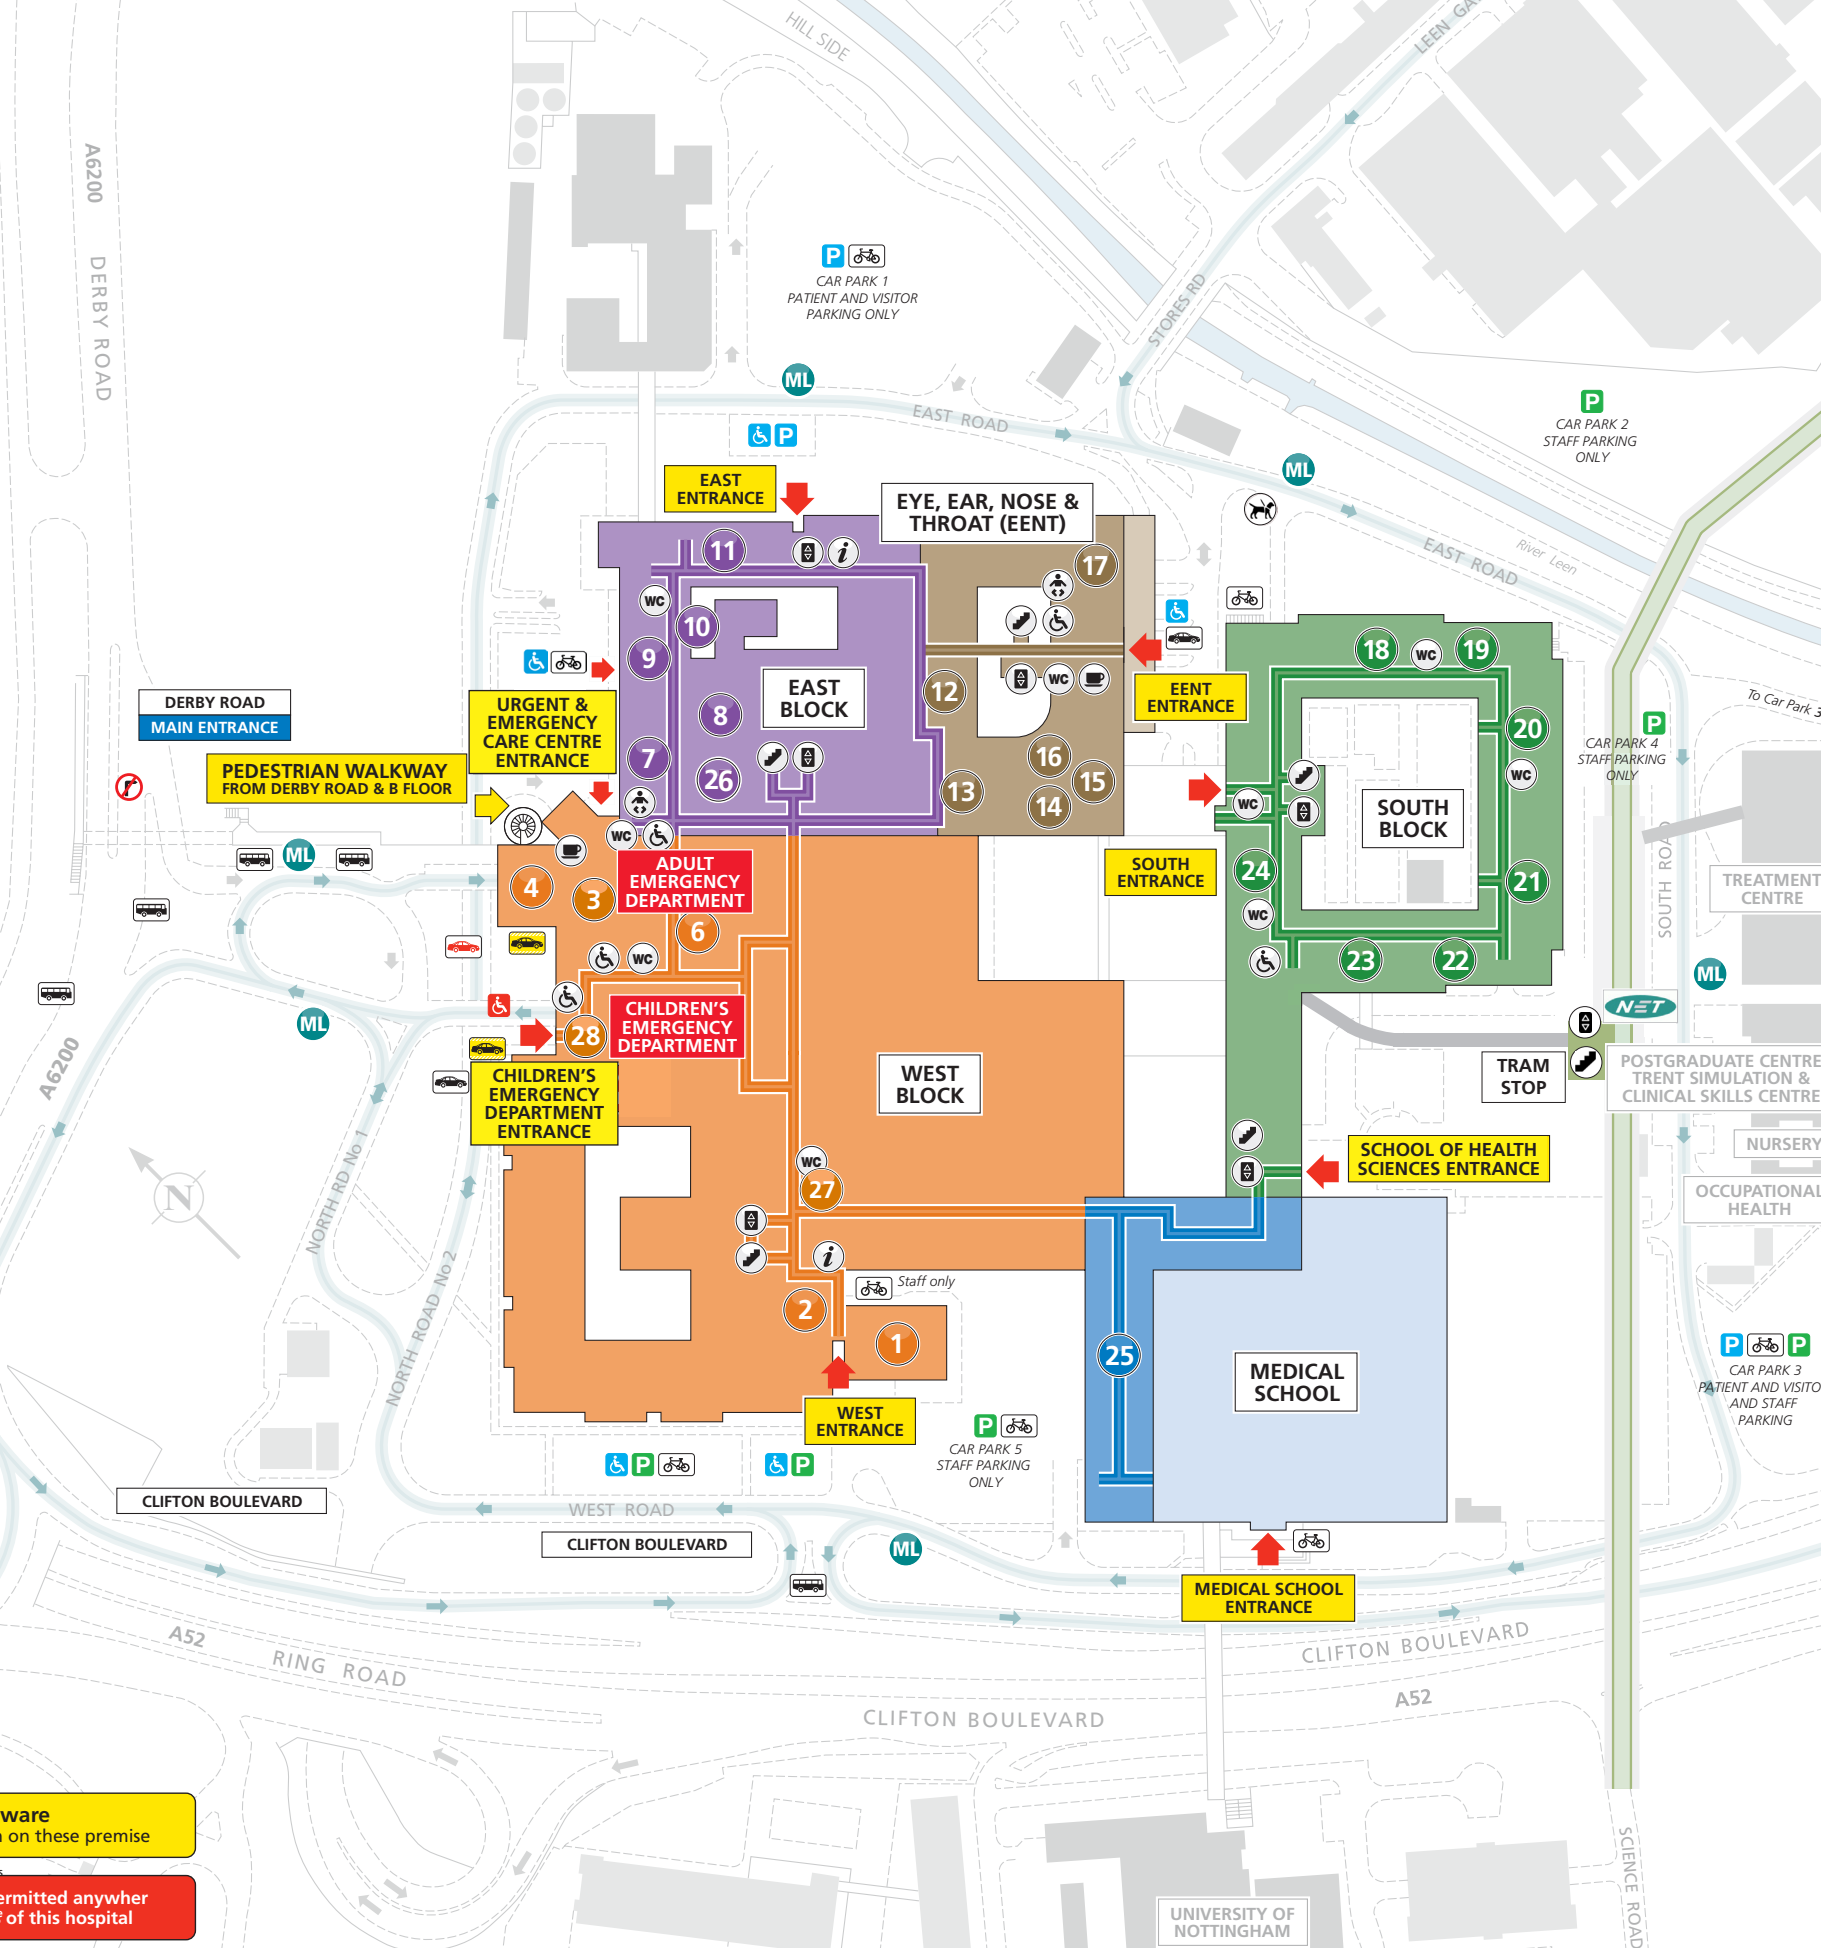 HILL SIDE
LEEN GA
A6200
DERBY ROAD
P
CAR PARK 1
PATIENT AND VISITOR
PARKING ONLY
STORES RD
ML
EAST ROAD
P
CAR PARK 2
STAFF PARKING
ONLY
P
ML
EAST
ENTRANCE
EYE, EAR, NOSE &
THROAT (EENT)
EAST ROAD
River Leen
11
i
17
WC
10
9
18
WC
19
DERBY ROAD
MAIN ENTRANCE
URGENT &
EMERGENCY
CARE CENTRE
ENTRANCE
8
EAST
BLOCK
12
WC
EENT
ENTRANCE
20
To Car Park 3
P
CAR PARK 4
STAFF PARKING
ONLY
PEDESTRIAN WALKWAY
FROM DERBY ROAD & B FLOOR
7
26
13
16
15
14
WC
WC
SOUTH
BLOCK
WC
ML
4
3
ADULT
EMERGENCY
DEPARTMENT
6
SOUTH
ENTRANCE
24
WC
21
SOUTH ROAD
TREATMENT
CENTRE
WC
23
22
ML
ML
28
CHILDREN'S
EMERGENCY
DEPARTMENT
NET
A6200
CHILDREN'S
EMERGENCY
DEPARTMENT
ENTRANCE
WEST
BLOCK
TRAM
STOP
POSTGRADUATE CENTRE
TRENT SIMULATION &
CLINICAL SKILLS CENTRE
NURSERY
N
NORTH RD No 1
NORTH ROAD No 2
WC
27
SCHOOL OF HEALTH
SCIENCES ENTRANCE
OCCUPATIONAL
HEALTH
i
Staff only
2
1
25
MEDICAL
SCHOOL
P
P
CAR PARK 3
PATIENT AND VISITO
AND STAFF
PARKING
WEST
ENTRANCE
P
CAR PARK 5
STAFF PARKING
ONLY
P
P
CLIFTON BOULEVARD
WEST ROAD
CLIFTON BOULEVARD
ML
MEDICAL SCHOOL
ENTRANCE
A52
RING ROAD
CLIFTON BOULEVARD
A52
CLIFTON BOULEVARD
ware
on these premise
ermitted anywher
of this hospital
SCIENCE ROAD
UNIVERSITY OF
NOTTINGHAM